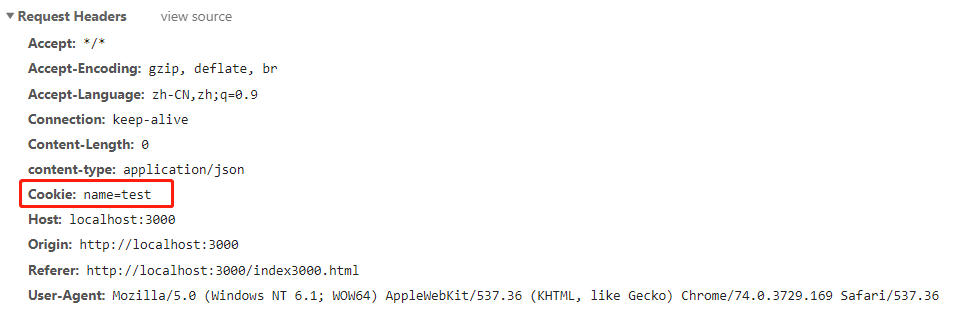 Request Headers view source
Accept: */*
Accept-Encoding: gzip, deflate, br
Accept-Language: zh-CN,zh;q=0.9
Connection: keep-alive
Content-Length: 0
content-type: application/json
Cookie: name=test
Host: localhost:3000
Origin: http://localhost:3000
Referer: http://localhost:3000/index3000.html
User-Agent: Mozilla/5.0 (Windows NT 6.1; WOW64) AppleWebKit/537.36 (KHTML, like Gecko) Chrome/74.0.3729.169 Safari/537.36